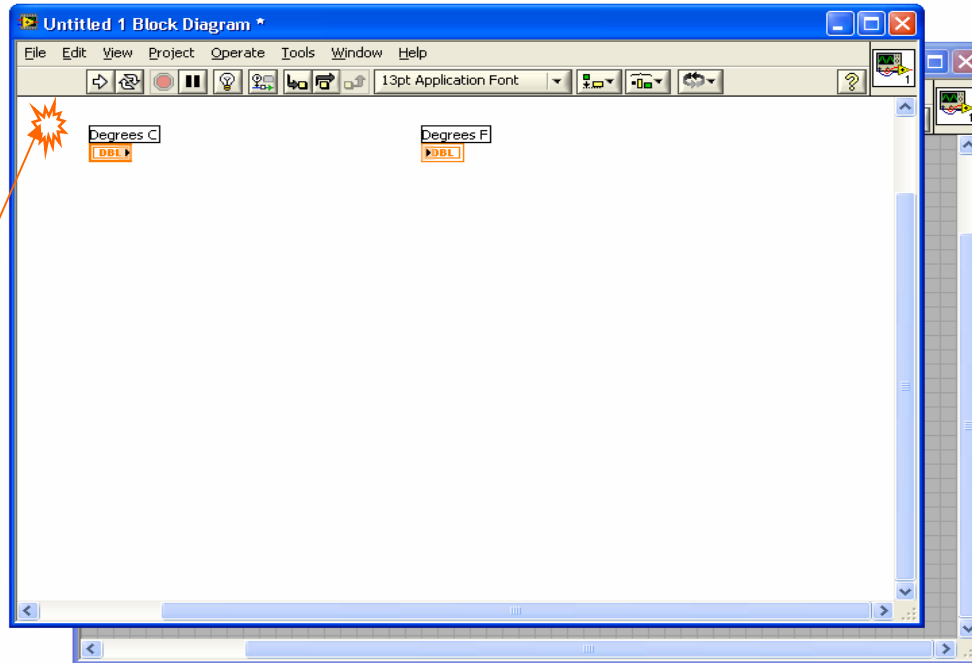 Untitled 1 Block Diagram *
File Edit View Project Operate Tools Window Help
13pt Application Font
1
Degrees C
Degrees F
DBL
DBL